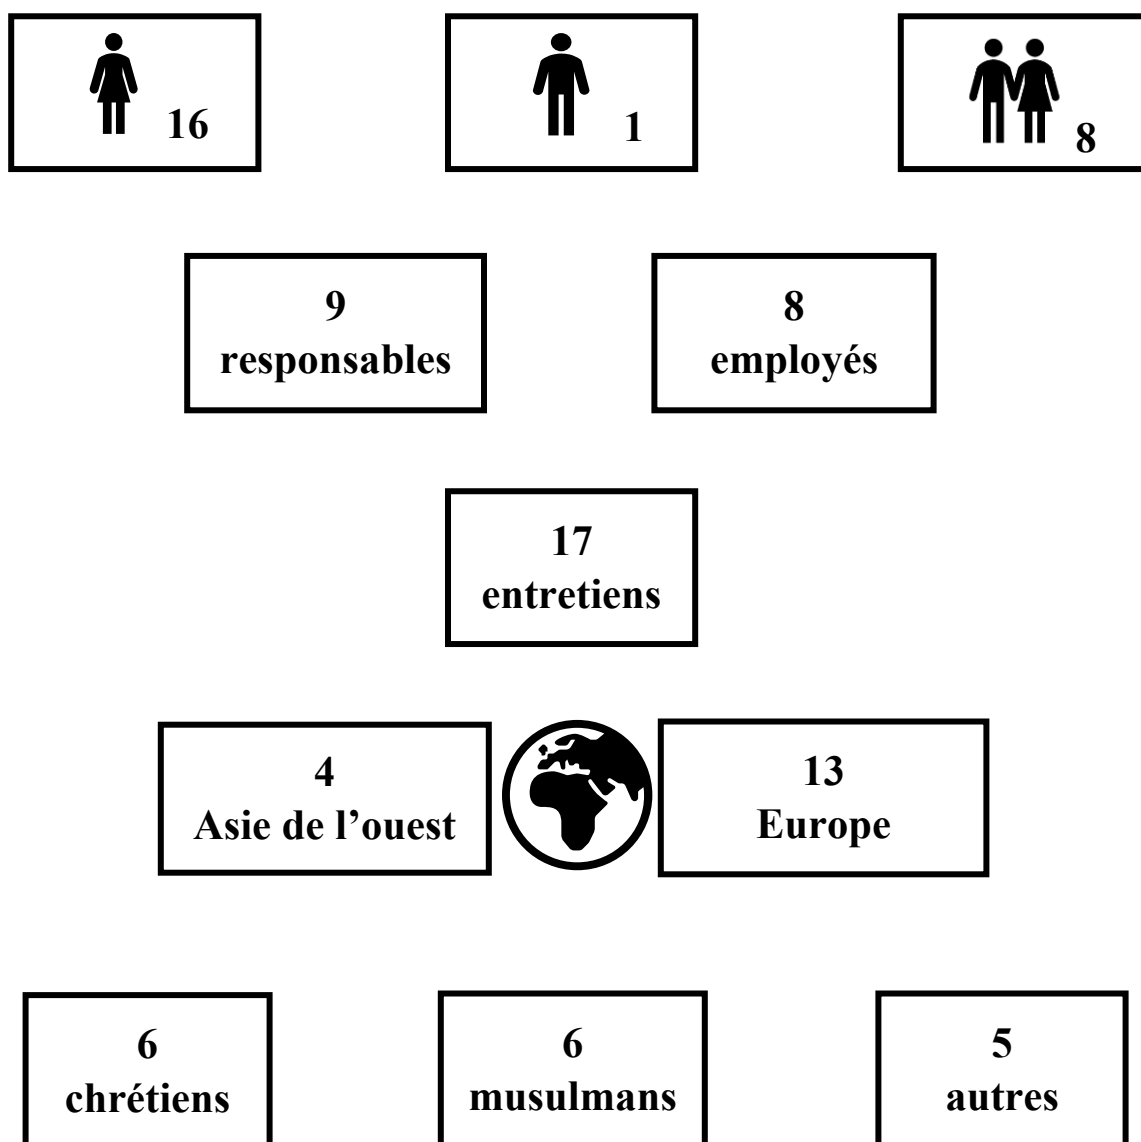 16
1
8
9
responsables
8
employés
17
entretiens
4
Asie de l’ouest
13
Europe
6
chrétiens
6
musulmans
5
autres